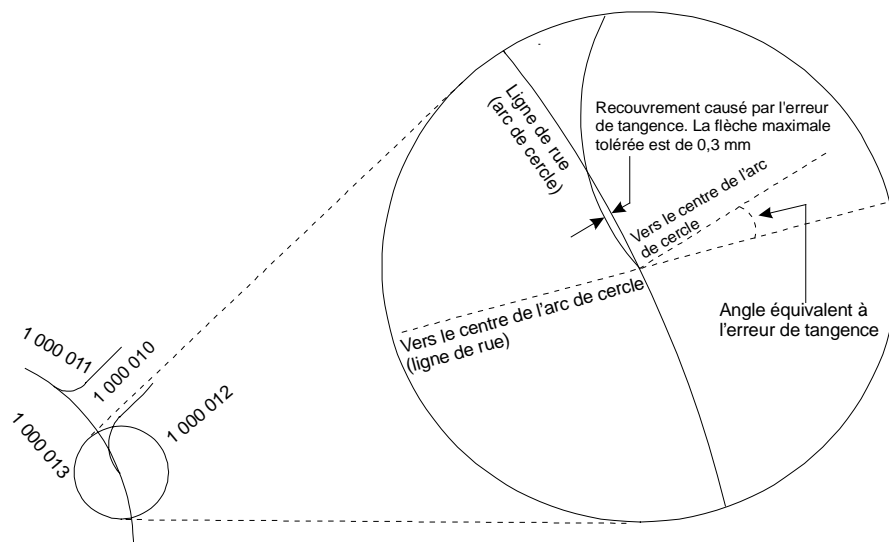 Ligne de rue
(arc de cercle)
Recouvrement causé par l'erreur
de tangence. La flèche maximale
tolérée est de 0,3 mm
Vers le centre de l'arc
de cercle
Vers le centre de l'arc de cercle
(ligne de rue)
Angle équivalent à
l'erreur de tangence
1 000 011
1 000 010
1 000 012
1 000 013